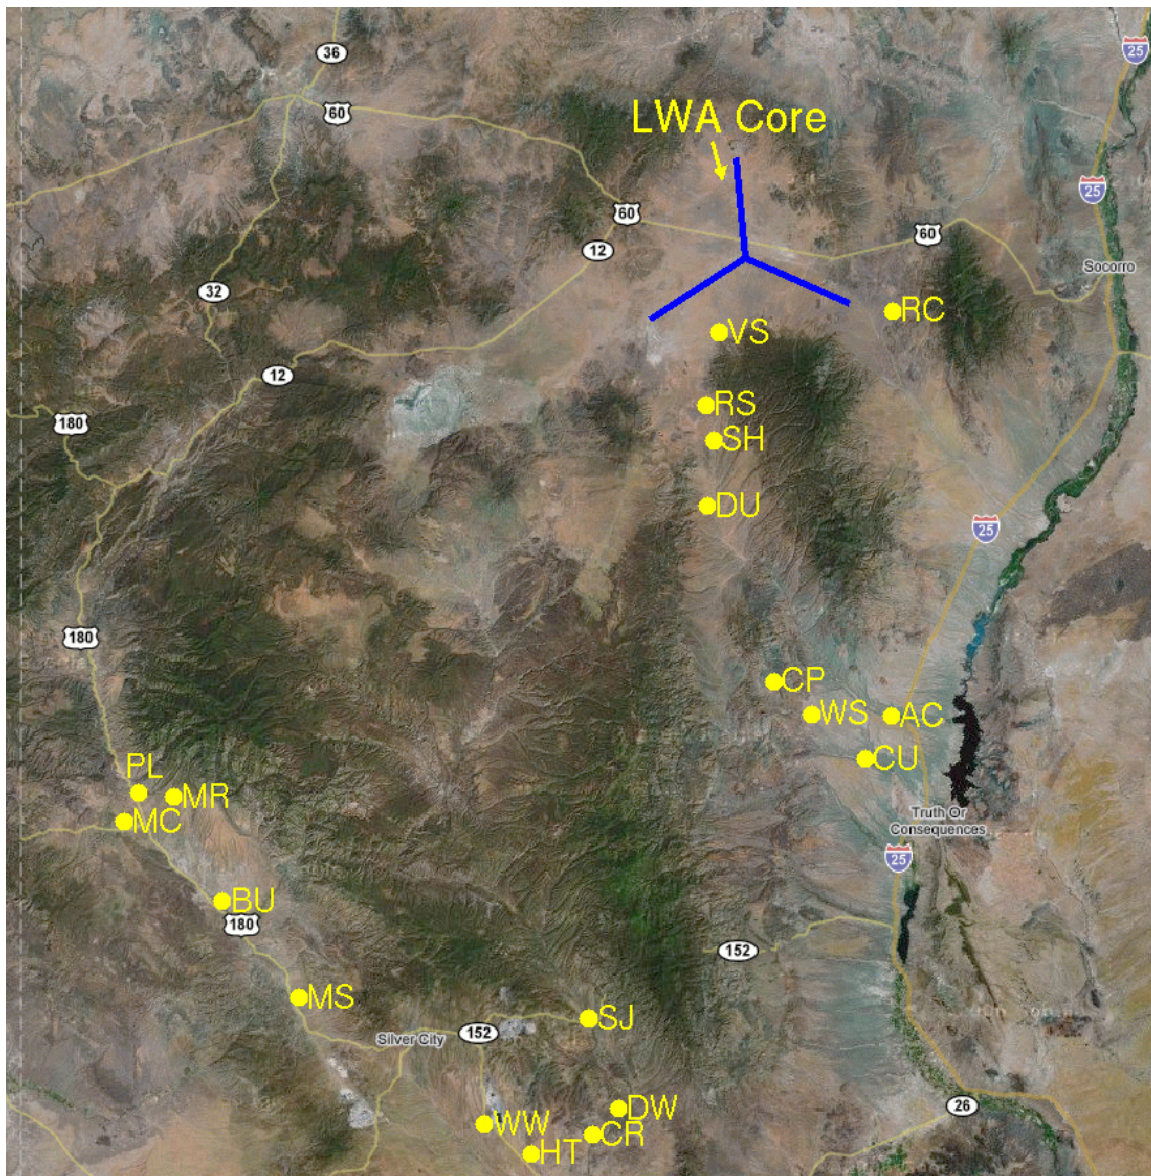 36
25
60
LWA Core
25
60
60
12
Socorro
32
RC
VS
12
RS
180
SH
DU
25
180
CP
WS
AC
CU
PL
MR
MC
Truth Or
Consequences
25
BU
180
152
MS
SJ
152
Silver City
DW
26
WW
CR
HT